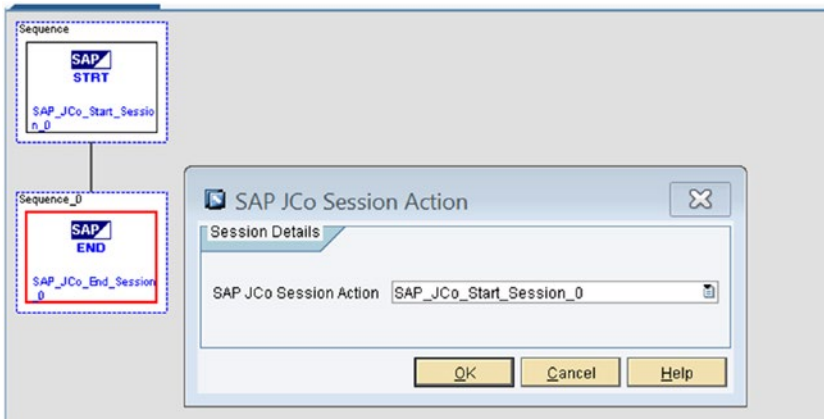 Sequence
SAP
STRT
SAP_JCo_Start_Sessio
n_0
Sequence_0
SAP
END
SAP_JCo_End_Session
_0
SAP JCo Session Action
Session Details
SAP JCo Session Action SAP_JCo_Start_Session_0
OK Cancel Help